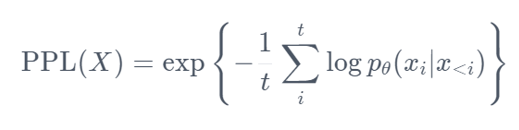 PPL(X) = exp { − 1/t ∑_i^t log p_θ(x_i|x_{<i}) }